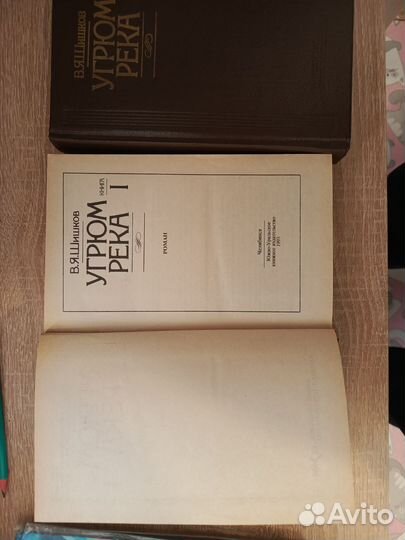 В.Я.Шишков
УГРЮМ
РЕКА
В.Я.Шишков
УГРЮМ
РЕКА
КНИГА
I
РОМАН
Челябинск
Южно-Уральское
книжное издательство
Avito